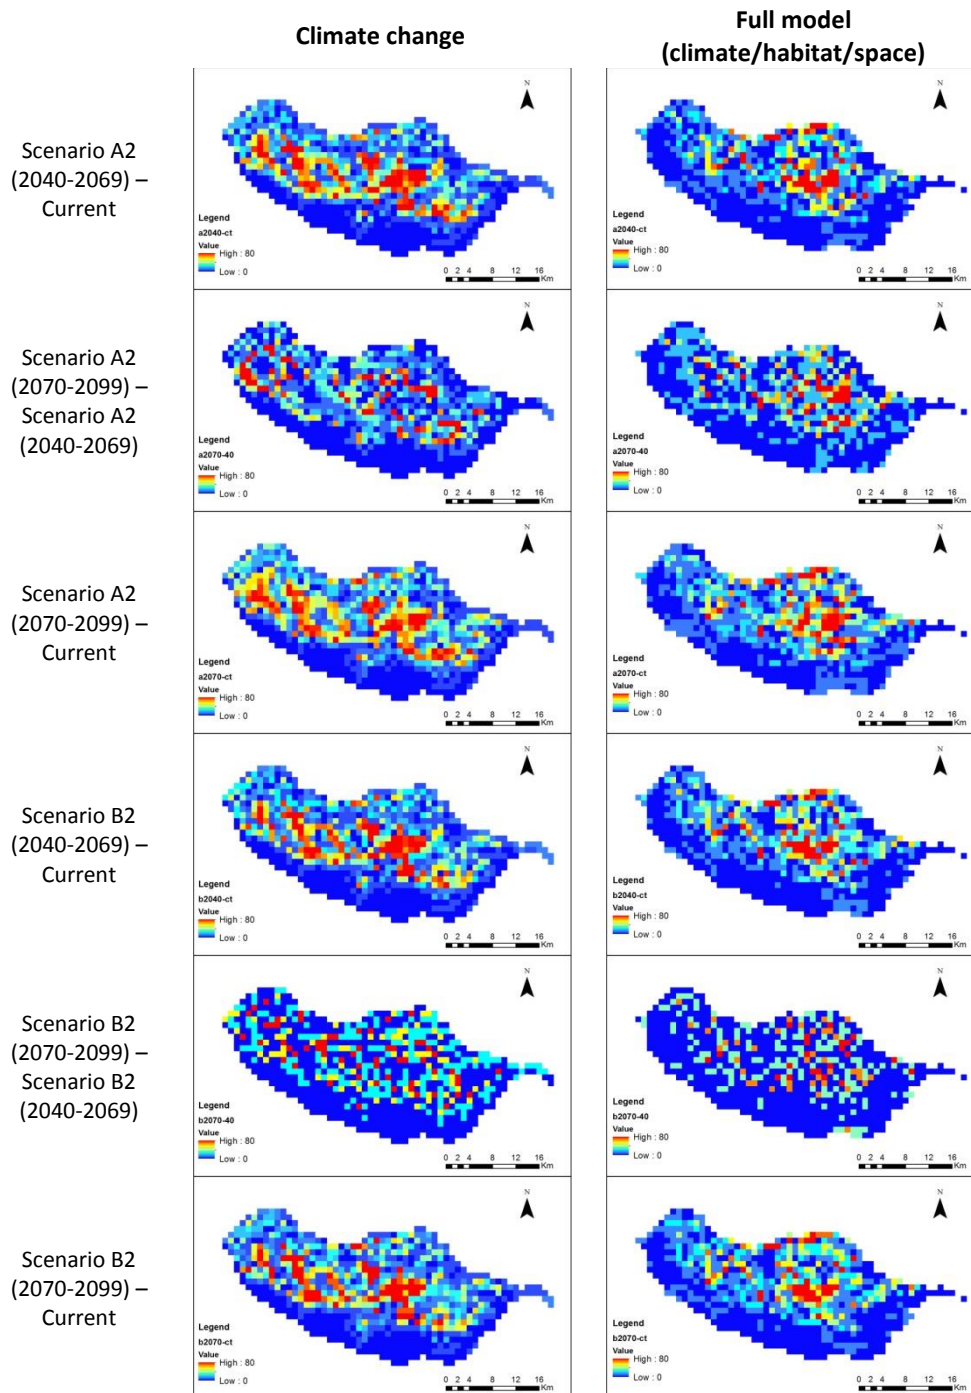 Climate change
Full model
(climate/habitat/space)
Scenario A2
(2040-2069) –
Current
N
Legend
a2040-ct
Value
High : 80
Low : 0
0 2 4 8 12 16
Km
N
Legend
a2040-ct
Value
High : 80
Low : 0
0 2 4 8 12 16
Km
Scenario A2
(2070-2099) –
Scenario A2
(2040-2069)
N
Legend
a2070-40
Value
High : 80
Low : 0
0 2 4 8 12 16
Km
N
Legend
a2070-40
Value
High : 80
Low : 0
0 2 4 8 12 16
Km
Scenario A2
(2070-2099) –
Current
N
Legend
a2070-ct
Value
High : 80
Low : 0
0 2 4 8 12 16
Km
N
Legend
a2070-ct
Value
High : 80
Low : 0
0 2 4 8 12 16
Km
Scenario B2
(2040-2069) –
Current
N
Legend
b2040-ct
Value
High : 80
Low : 0
0 2 4 8 12 16
Km
N
Legend
b2040-ct
Value
High : 80
Low : 0
0 2 4 8 12 16
Km
Scenario B2
(2070-2099) –
Scenario B2
(2040-2069)
N
Legend
b2070-40
Value
High : 80
Low : 0
0 2 4 8 12 16
Km
N
Legend
b2070-40
Value
High : 80
Low : 0
0 2 4 8 12 16
Km
Scenario B2
(2070-2099) –
Current
N
Legend
b2070-ct
Value
High : 80
Low : 0
0 2 4 8 12 16
Km
N
Legend
b2070-ct
Value
High : 80
Low : 0
0 2 4 8 12 16
Km